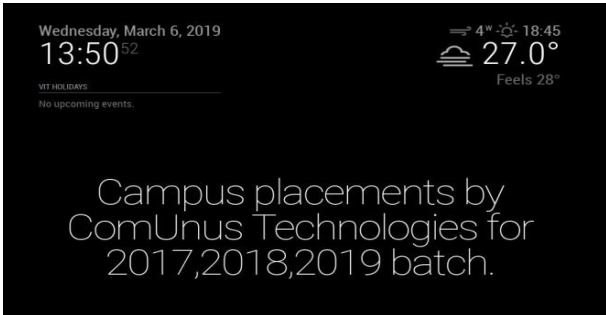 Wednesday, March 6, 2019
13:50 52
VIT HOLIDAYS
No upcoming events.
4 W 18:45
27.0°
Feels 28°
Campus placements by
ComUnus Technologies for
2017,2018,2019 batch.